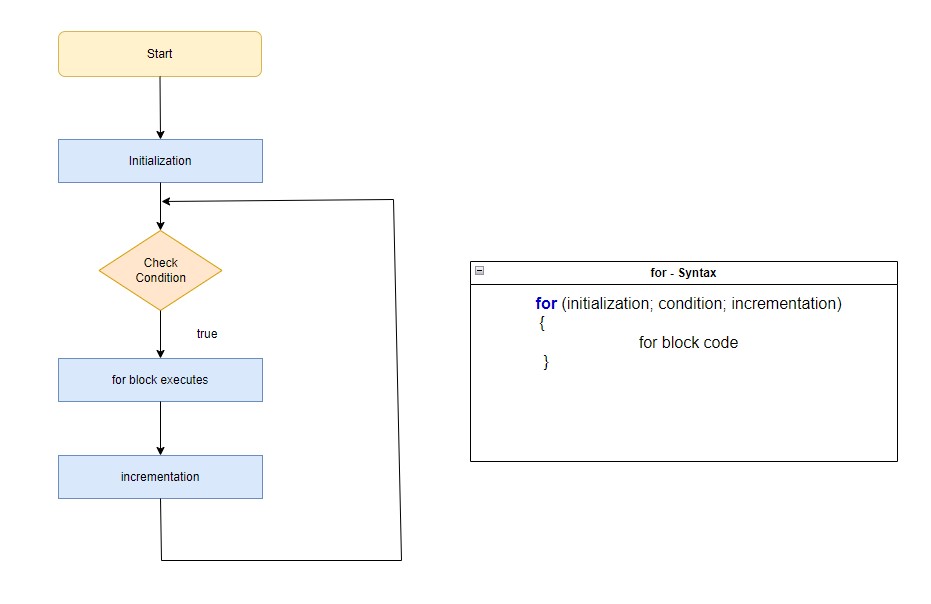 Start
Initialization
Check
Condition
true
for block executes
incrementation
for - Syntax
for (initialization; condition; incrementation)
{
for block code
}